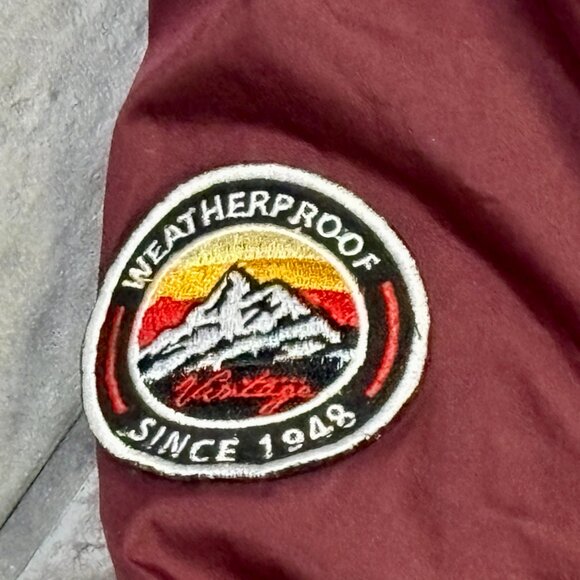 WEATHERPROOF
Vintage
SINCE 1948